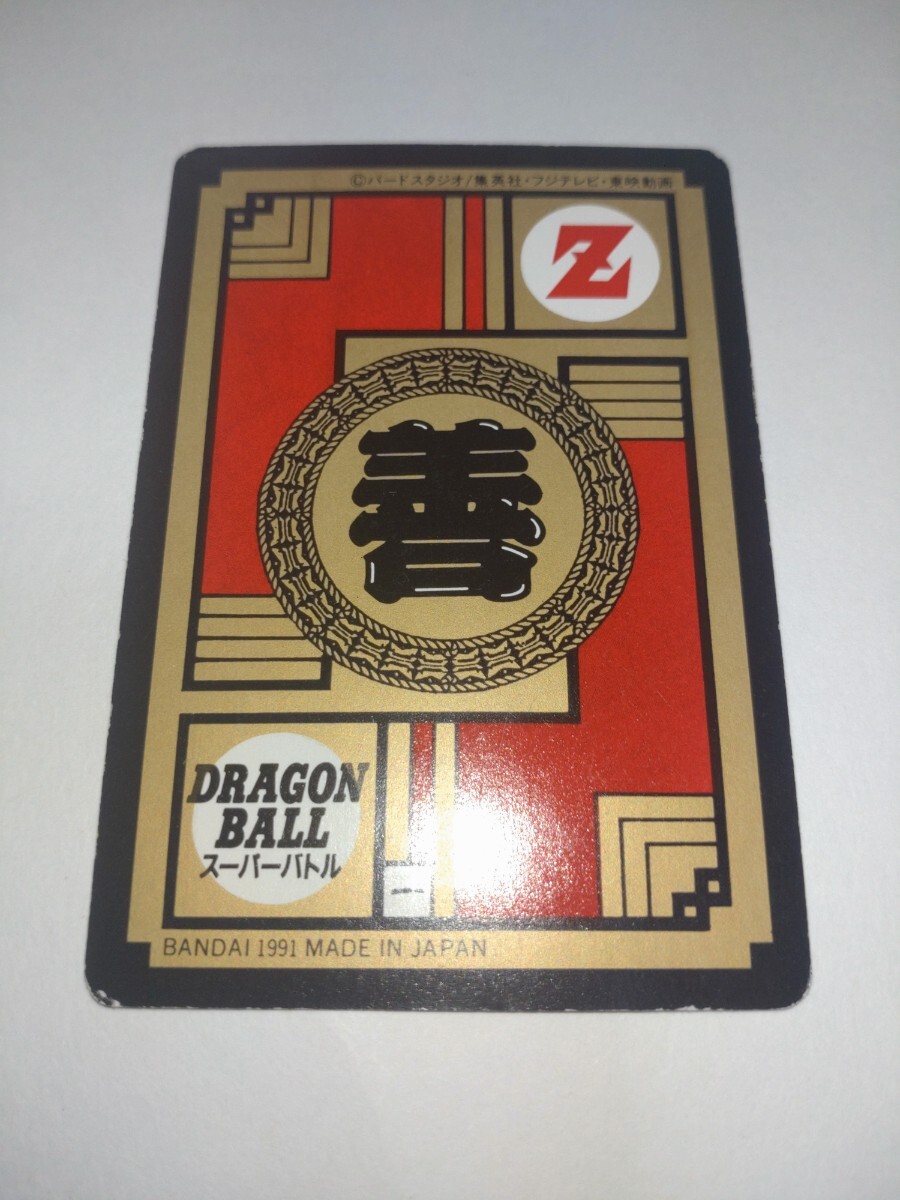 ©バードスタジオ/集英社・フジテレビ・東映動画
Z
善
DRAGON
BALL
スーパーバトル
一
BANDAI 1991 MADE IN JAPAN